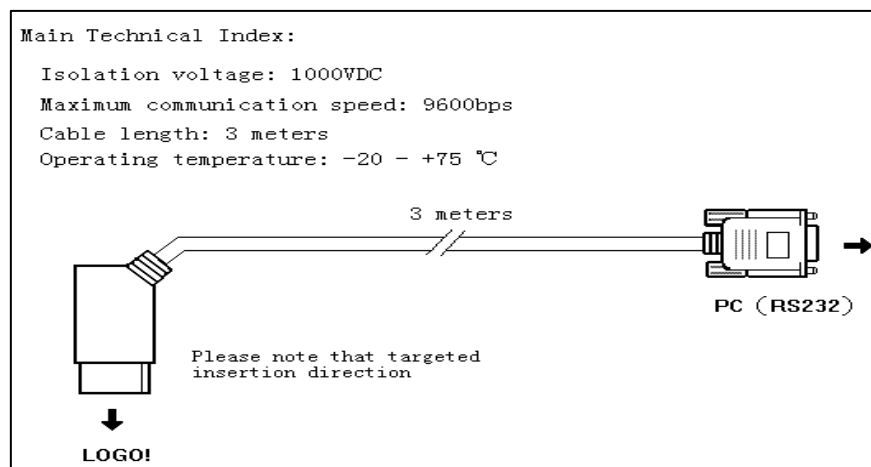 Main Technical Index:
Isolation voltage: 1000VDC
Maximum communication speed: 9600bps
Cable length: 3 meters
Operating temperature: -20 - +75 ℃
3 meters
PC (RS232)
Please note that targeted
insertion direction
LOGO!